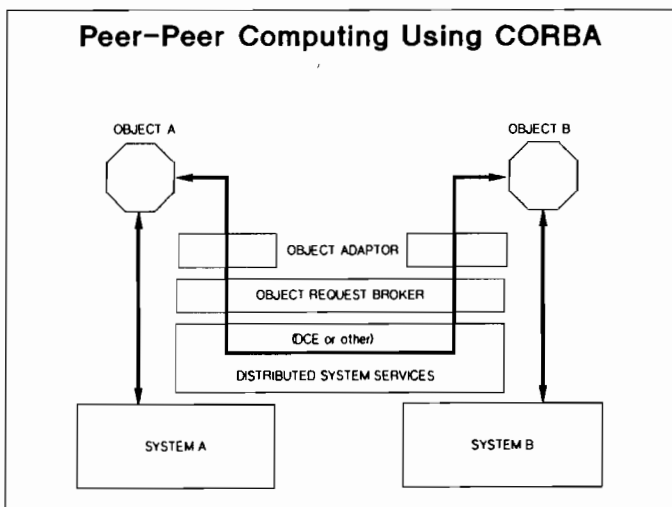 Peer-Peer Computing Using CORBA
OBJECT A
OBJECT B
OBJECT ADAPTOR
OBJECT REQUEST BROKER
(DCE or other)
DISTRIBUTED SYSTEM SERVICES
SYSTEM A
SYSTEM B